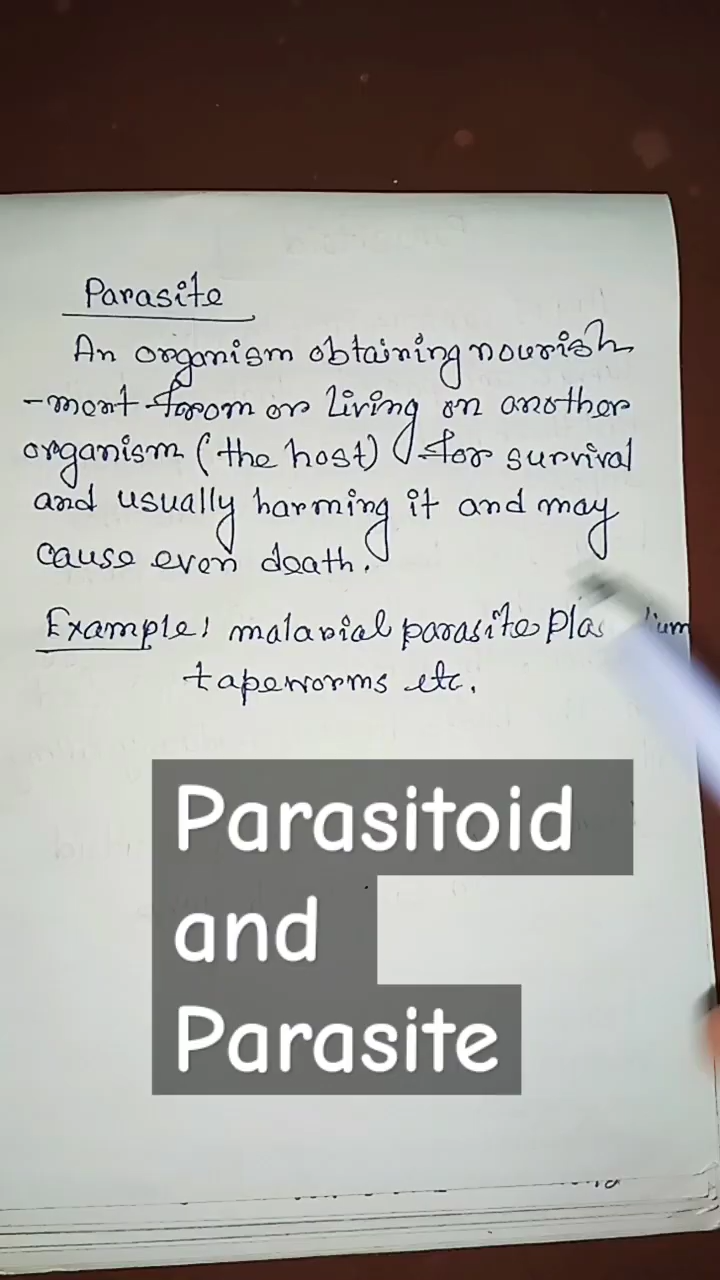 Parasite
An organism obtaining nourish
-ment from or living on another
organism (the host) for survival
and usually harming it and may
cause even death.
Example: malarial parasite
tapeworms etc.
Parasitoid
and
Parasite